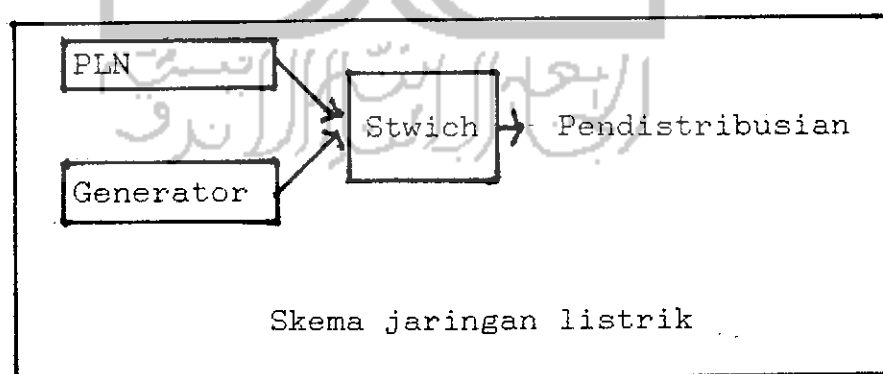 PLN
Stwich
Pendistribusian
Generator
Skema jaringan listrik